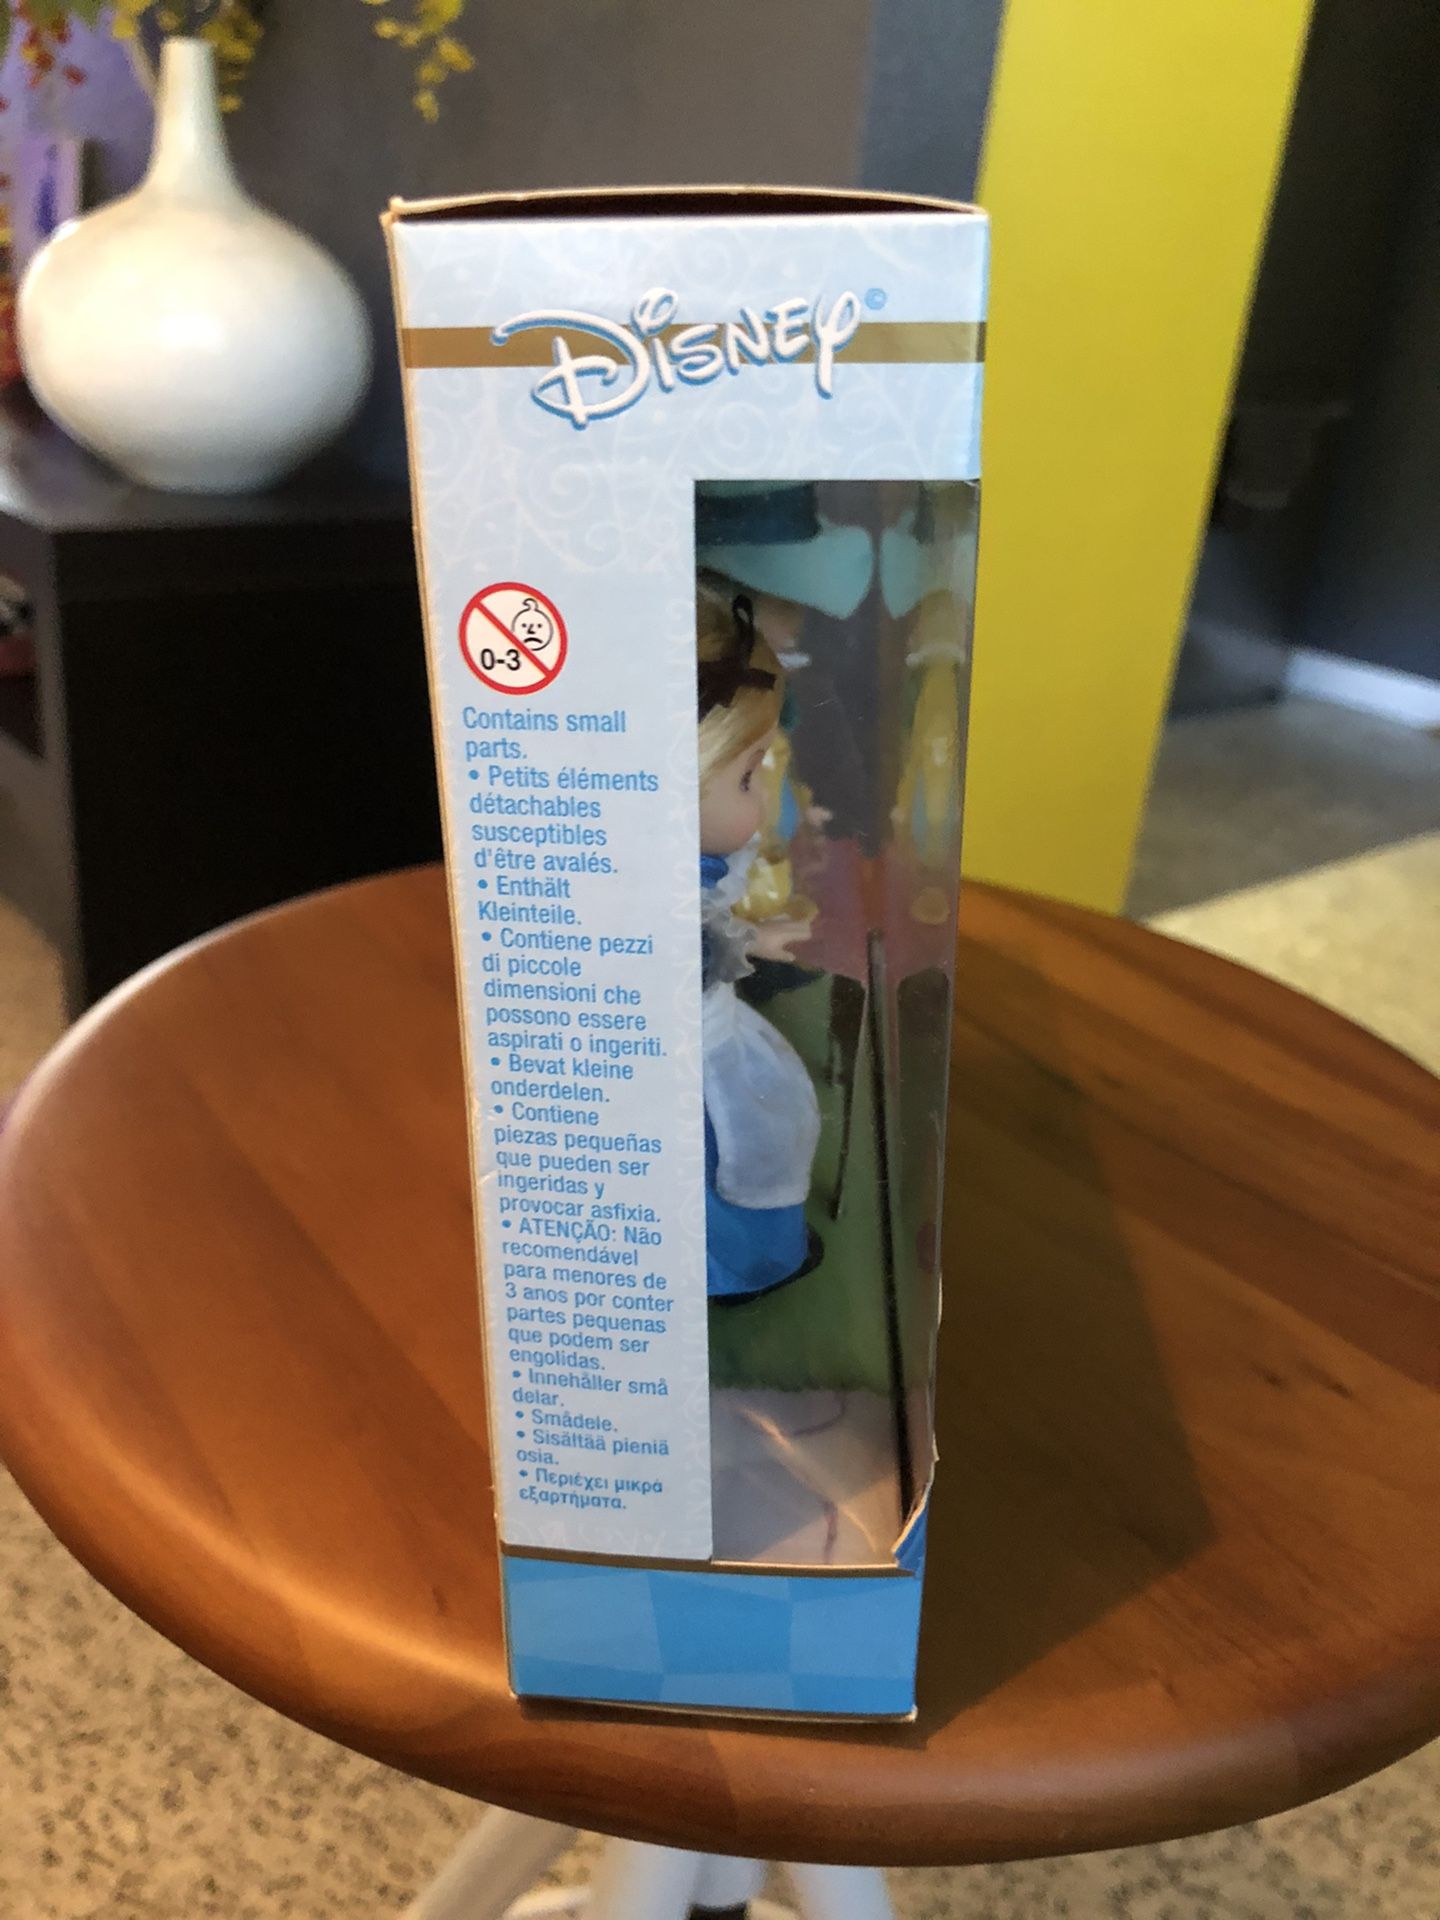 Disney©
0-3
Contains small
parts.
• Petits éléments
détachables
susceptibles
d'être avalés.
• Enthält
Kleinteile.
• Contiene pezzi
di piccole
dimensioni che
possono essere
aspirati o ingeriti.
• Bevat kleine
onderdelen.
• Contiene
piezas pequeñas
que pueden ser
ingeridas y
provocar asfixia.
• ATENÇÃO: Não
recomendável
para menores de
3 anos por conter
partes pequenas
que podem ser
engolidas.
• Innehåller små
delar.
• Smådele.
• Sisältää pieniä
osia.
• Περιέχει μικρά
εξαρτήματα.